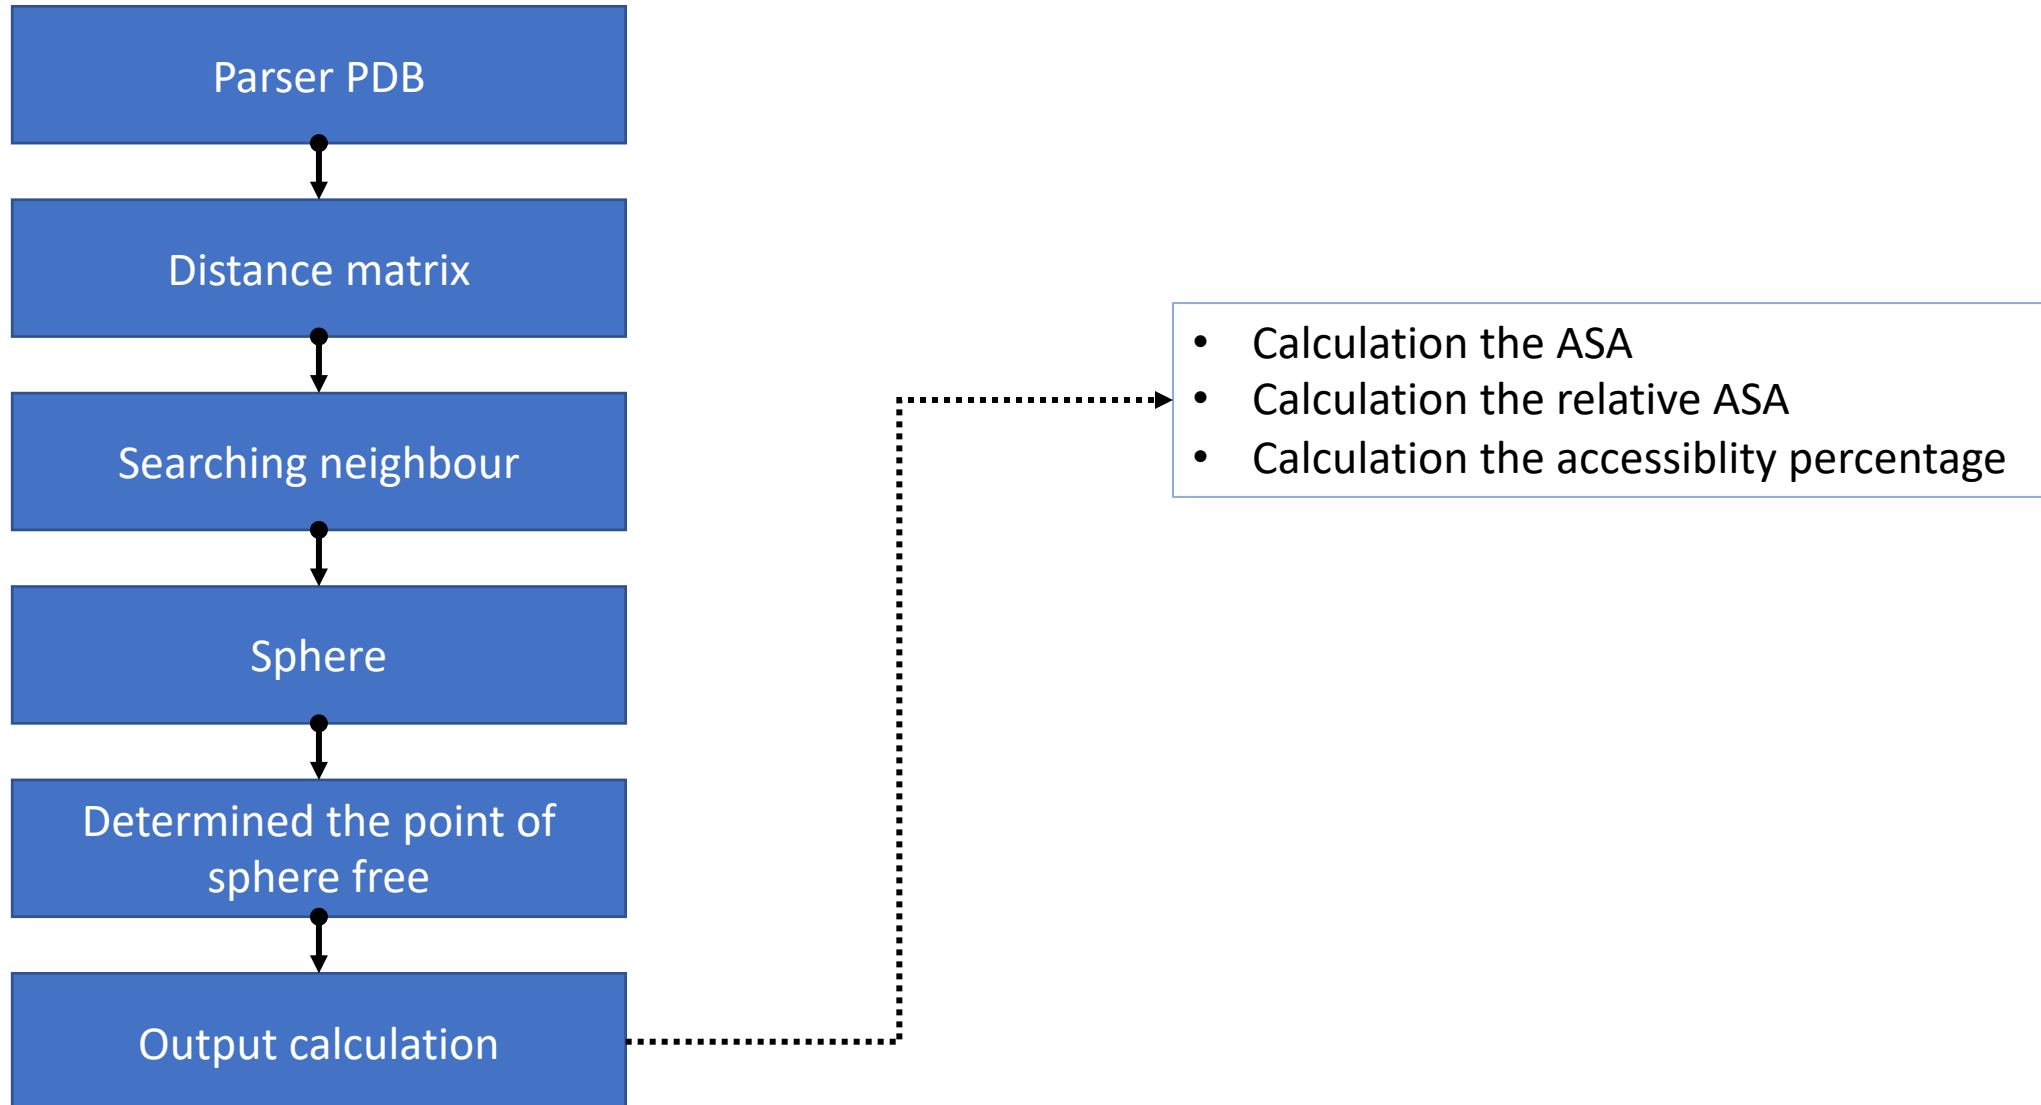 Parser PDB
Distance matrix
Searching neighbour
Sphere
Determined the point of
sphere free
Output calculation
• Calculation the ASA
• Calculation the relative ASA
• Calculation the accessiblity percentage